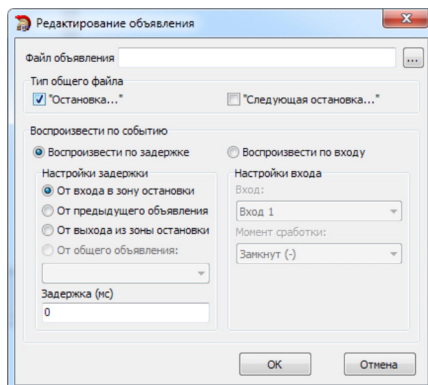 Редактирование объявления
Файл объявления
...
Тип общего файла
"Остановка..."
"Следующая остановка..."
Воспроизвести по событию
Воспроизвести по задержке
Воспроизвести по входу
Настройки задержки
От входа в зону остановки
От предыдущего объявления
От выхода из зоны остановки
От общего объявления:
Задержка (мс)
0
Настройки входа
Вход:
Вход 1
Момент сработки:
Замкнут (-)
OK
Отмена